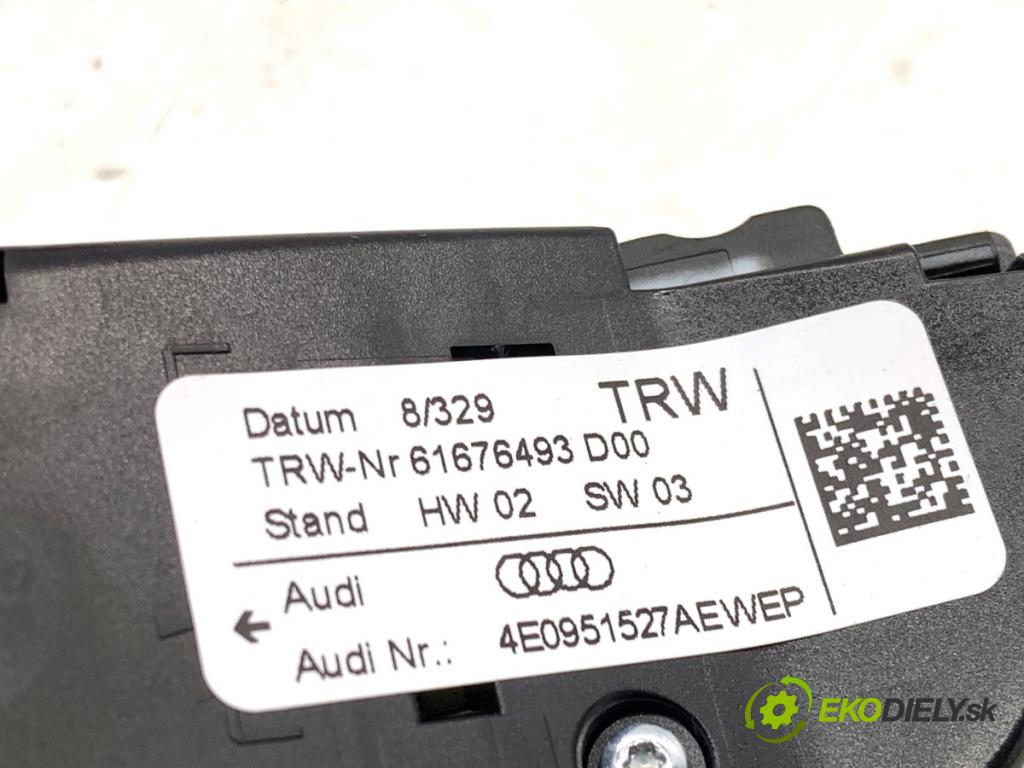 Datum 8/329 TRW
TRW-Nr 61676493 D00
Stand HW 02 SW 03
Audi
Audi Nr.: 4E0951527AEWEP
EKODIELY.sk